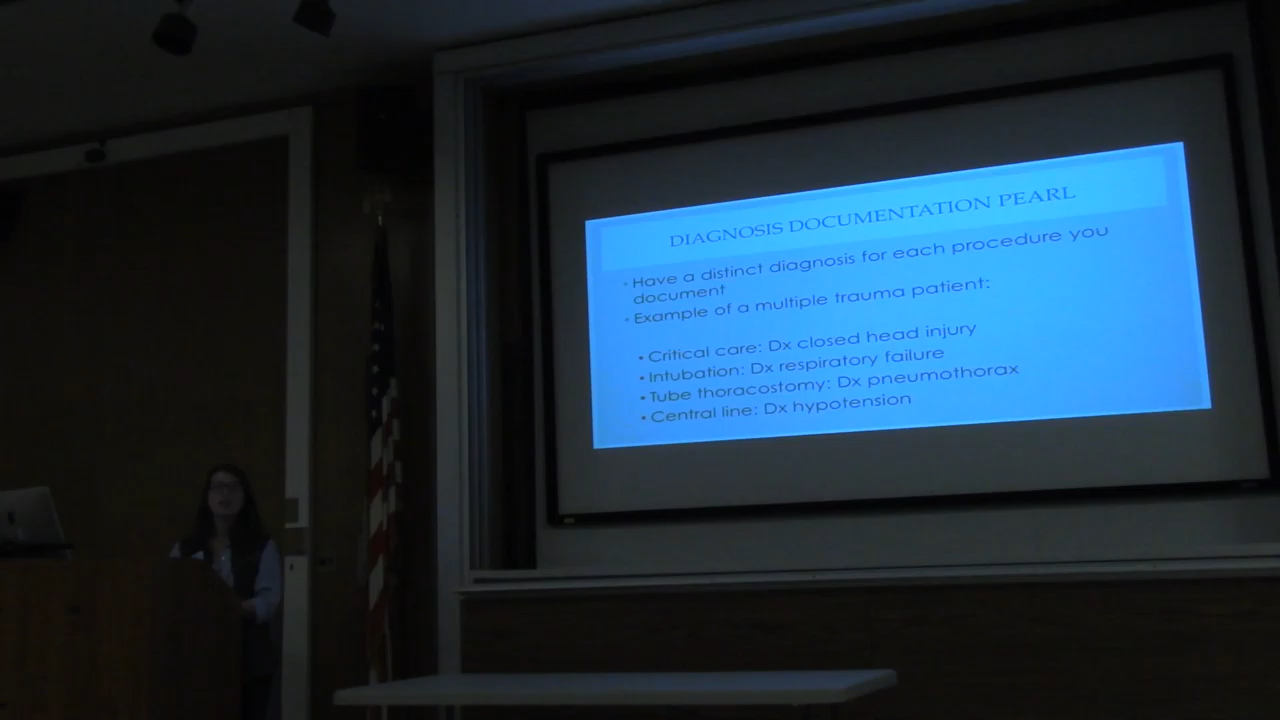 DIAGNOSIS DOCUMENTATION PEARL
• Have a distinct diagnosis for each procedure you
document
• Example of a multiple trauma patient:
• Critical care: Dx closed head injury
• Intubation: Dx respiratory failure
• Tube thoracostomy: Dx pneumothorax
• Central line: Dx hypotension